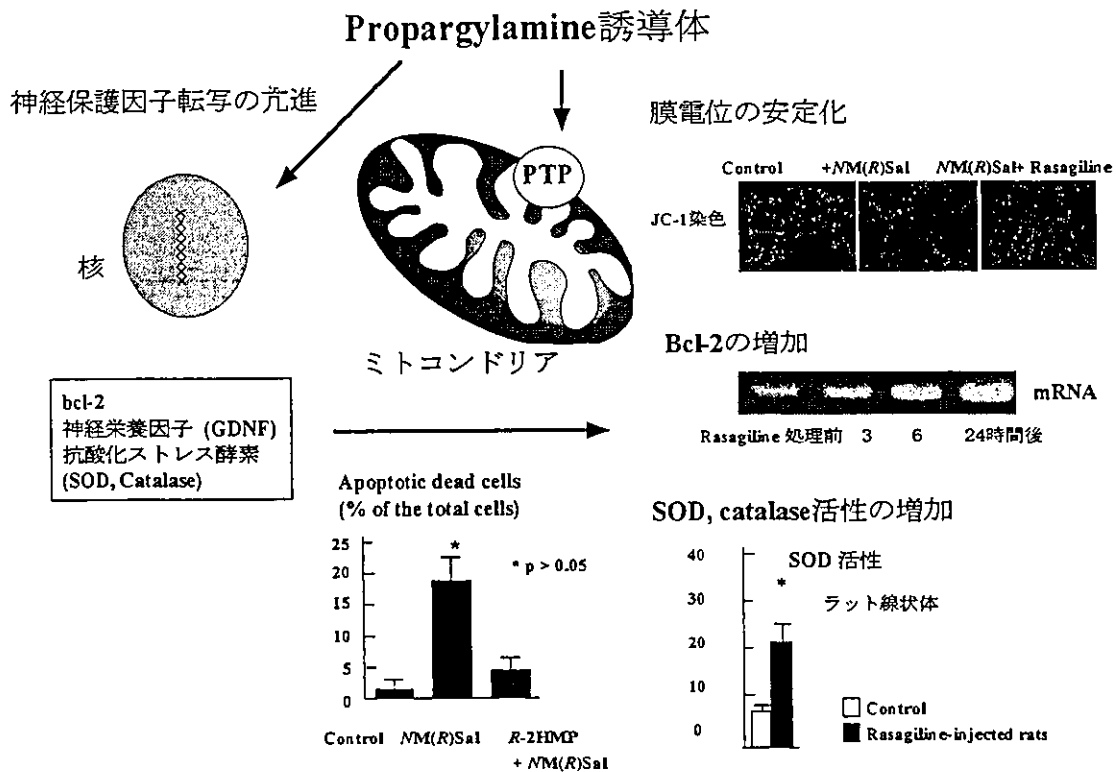 Propargylamine誘導体
神経保護因子転写の亢進
核
PTP
ミトコンドリア
bcl-2
神経栄養因子 (GDNF)
抗酸化ストレス酵素
(SOD, Catalase)
膜電位の安定化
Control +NM(R)Sal NM(R)Sal+ Rasagiline
JC-1染色
Bcl-2の増加
mRNA
Rasagiline 処理前 3 6 24時間後
Apoptotic dead cells
(% of the total cells)
25
20
15
10
5
0
*
* p > 0.05
Control NM(R)Sal R-2HMP
+ NM(R)Sal
SOD, catalase活性の増加
40
30
20
10
0
SOD 活性
*
ラット線状体
Control
Rasagiline-injected rats